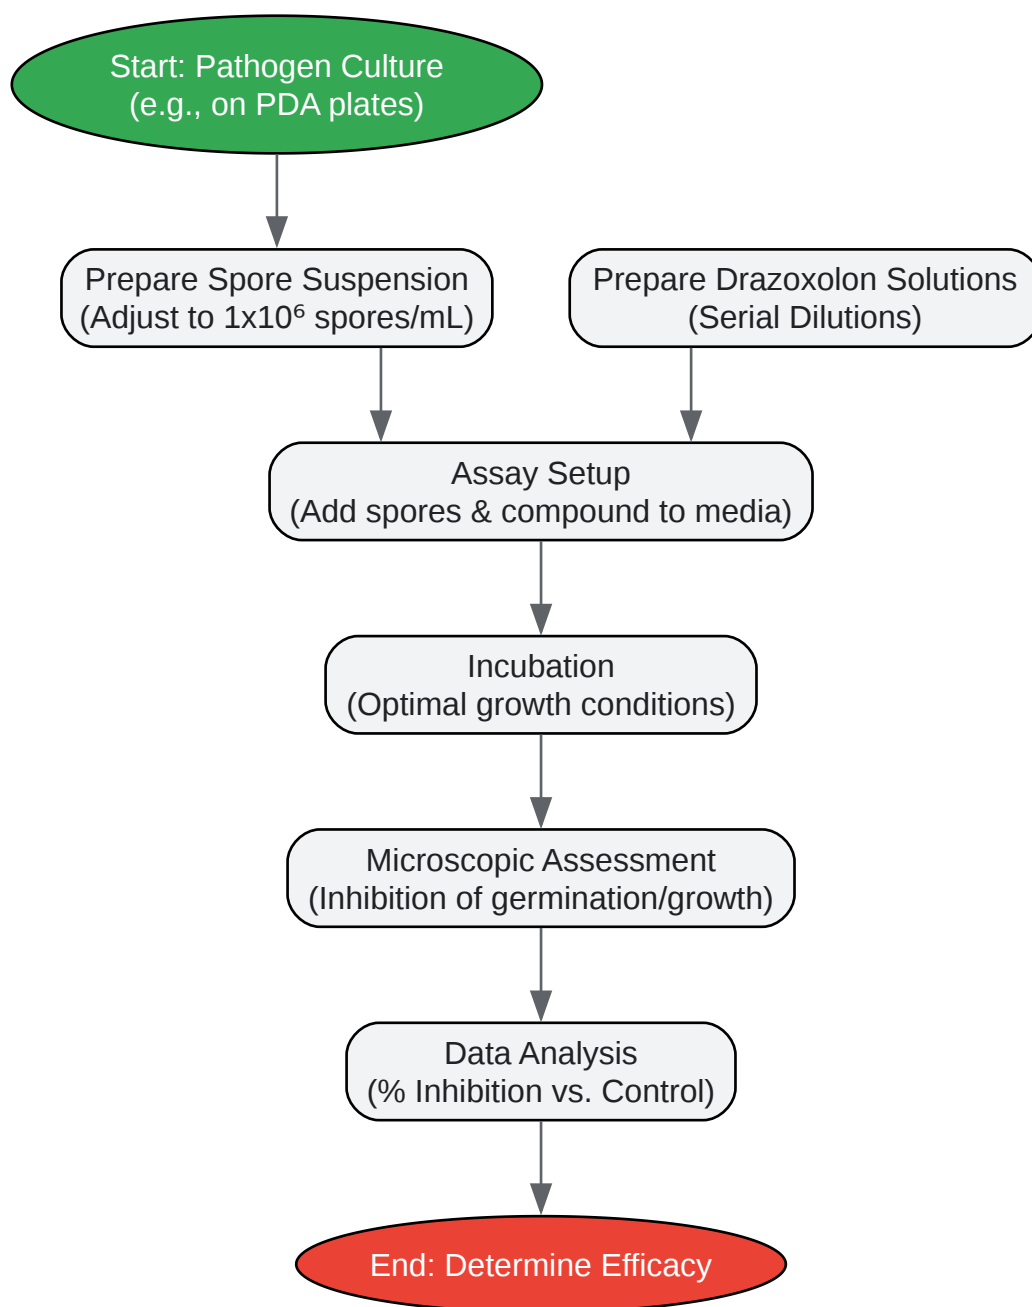 Start: Pathogen Culture
(e.g., on PDA plates)
Prepare Spore Suspension
(Adjust to 1x10⁶ spores/mL)
Prepare Drazoxolon Solutions
(Serial Dilutions)
Assay Setup
(Add spores & compound to media)
Incubation
(Optimal growth conditions)
Microscopic Assessment
(Inhibition of germination/growth)
Data Analysis
(% Inhibition vs. Control)
End: Determine Efficacy